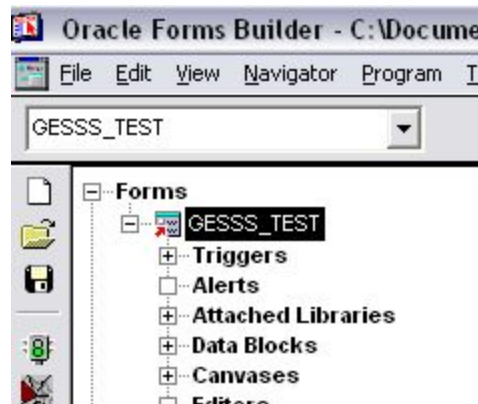 Oracle Forms Builder - C:\Docume
File Edit View Navigator Program T
GESSS_TEST
Forms
GESSS_TEST
Triggers
Alerts
Attached Libraries
Data Blocks
Canvases
Editors